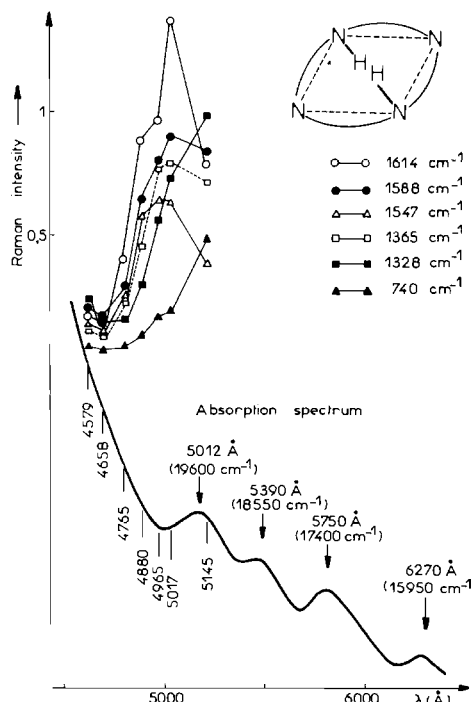 Raman intensity
1
0,5
N
N
H
H
N
N
1614 cm⁻¹
1588 cm⁻¹
1547 cm⁻¹
1365 cm⁻¹
1328 cm⁻¹
740 cm⁻¹
Absorption spectrum
4579
4658
4765
4880
4965
5017
5145
5012 Å
(19600 cm⁻¹)
5390 Å
(18550 cm⁻¹)
5750 Å
(17400 cm⁻¹)
6270 Å
(15950 cm⁻¹)
5000
6000
λ(Å)